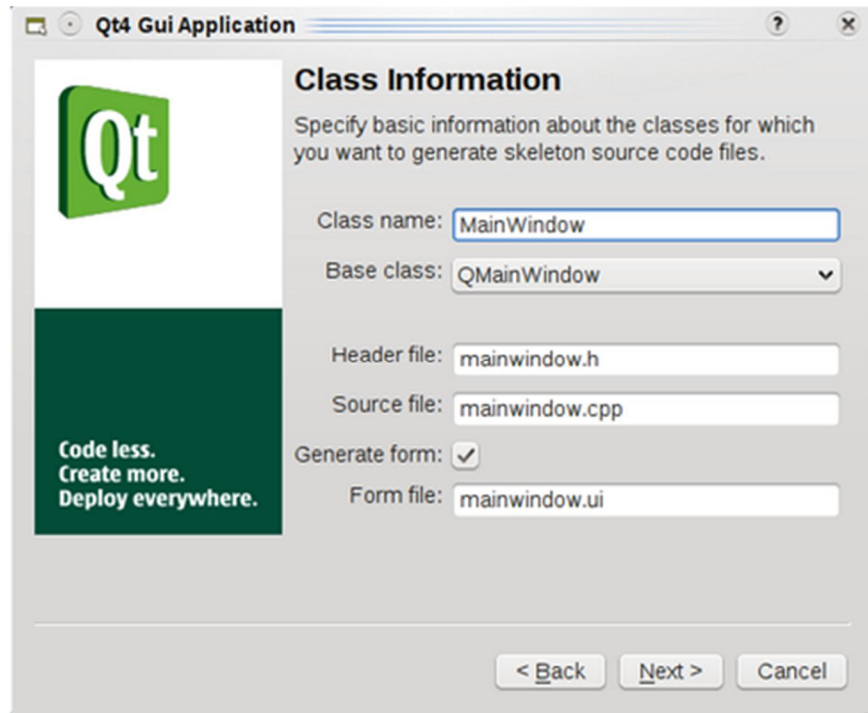 Qt4 Gui Application
Qt
Class Information
Specify basic information about the classes for which
you want to generate skeleton source code files.
Class name: MainWindow
Base class: QMainWindow
Header file: mainwindow.h
Source file: mainwindow.cpp
Generate form:
Form file: mainwindow.ui
Code less.
Create more.
Deploy everywhere.
< Back Next > Cancel